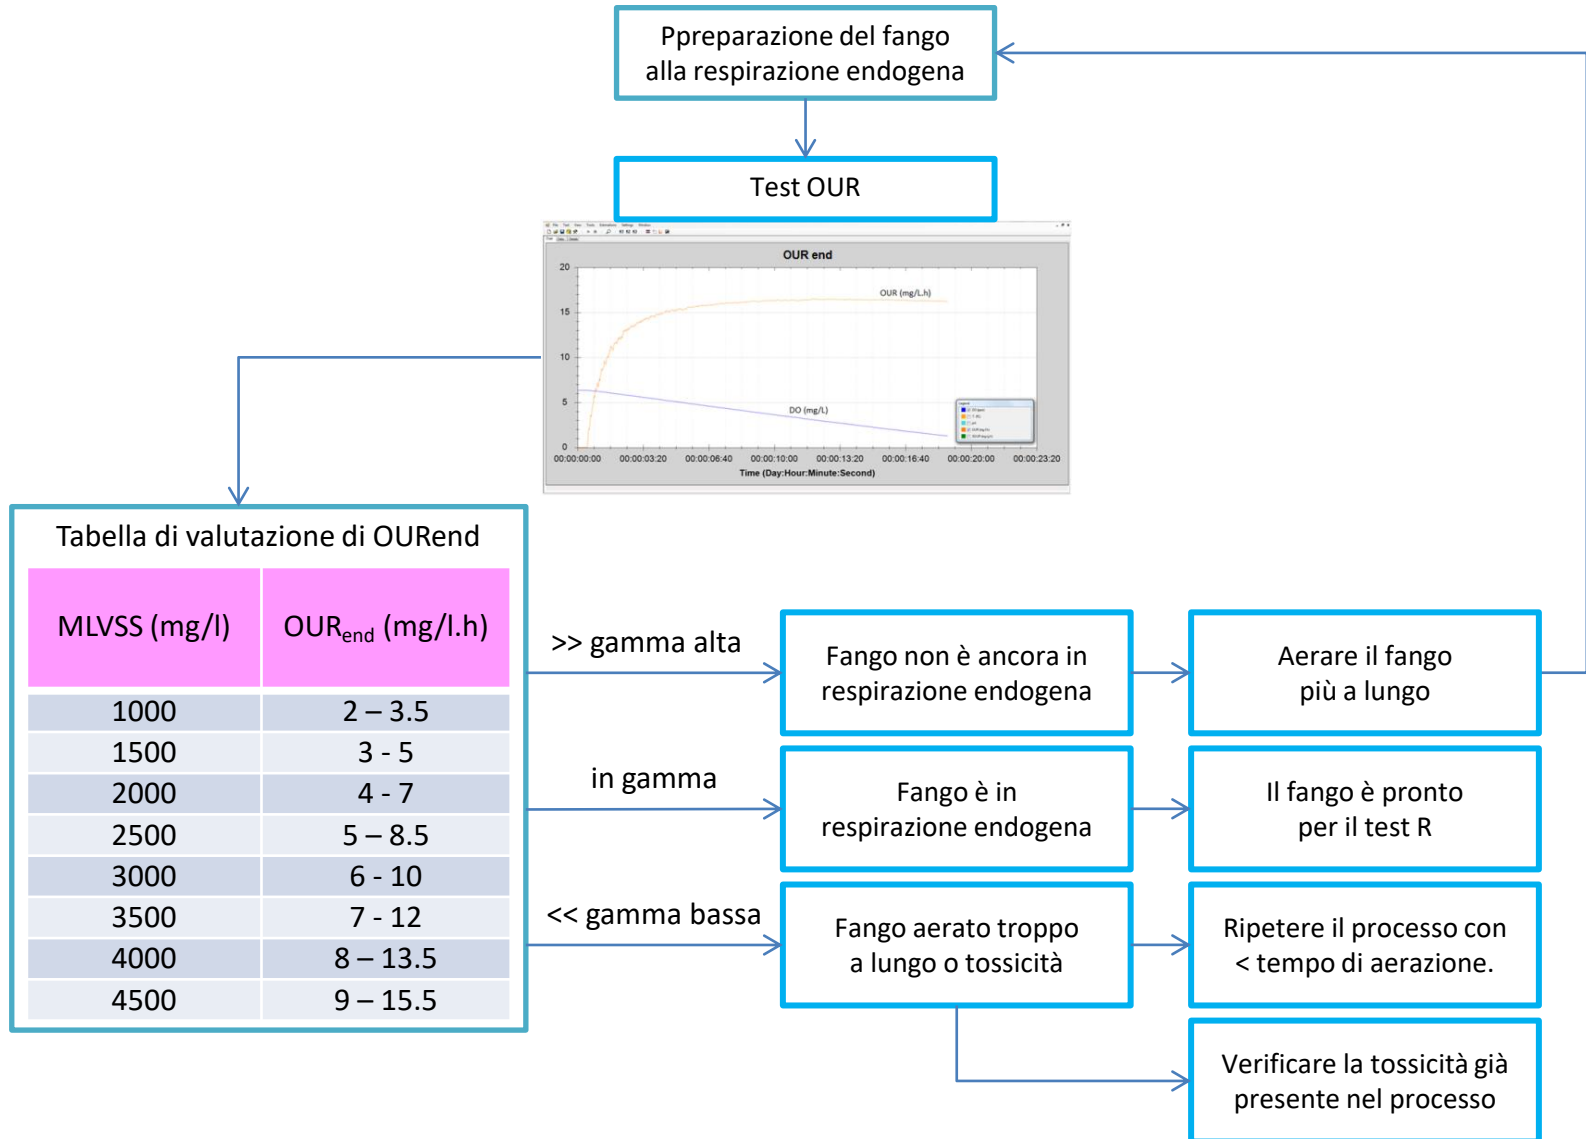 Ppreparazione del fango
alla respirazione endogena
Test OUR
File Test View Tools Extensions Settings Window
OUR end
20
15
10
5
0
OUR (mg/L.h)
DO (mg/L)
00:00:00:00 00:00:03:20 00:00:06:40 00:00:10:00 00:00:13:20 00:00:16:40 00:00:20:00 00:00:23:20
Time (Day:Hour:Minute:Second)
Tabella di valutazione di OURend
MLVSS (mg/l) OURend (mg/l.h)
1000 2 – 3.5
1500 3 - 5
2000 4 - 7
2500 5 – 8.5
3000 6 - 10
3500 7 - 12
4000 8 – 13.5
4500 9 – 15.5
>> gamma alta
Fango non è ancora in
respirazione endogena
Aerare il fango
più a lungo
in gamma
Fango è in
respirazione endogena
Il fango è pronto
per il test R
<< gamma bassa
Fango aerato troppo
a lungo o tossicità
Ripetere il processo con
< tempo di aerazione.
Verificare la tossicità già
presente nel processo